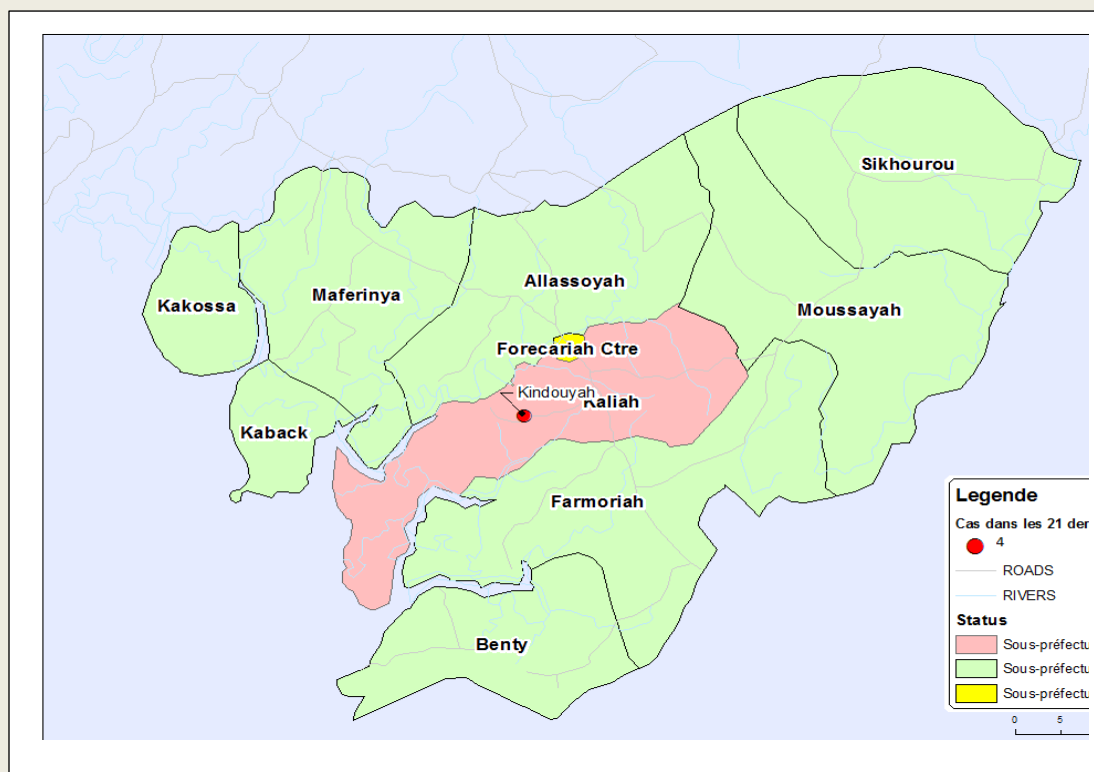 Sikhourou
Allassoyah
Maferinya
Kakossa
Moussayah
Forecariah Ctre
Kindouyah
Kaliah
Kaback
Farmoriah
Benty
Legende
Cas dans les 21 der
4
ROADS
RIVERS
Status
Sous-préfectu
Sous-préfectu
Sous-préfectu
0 5